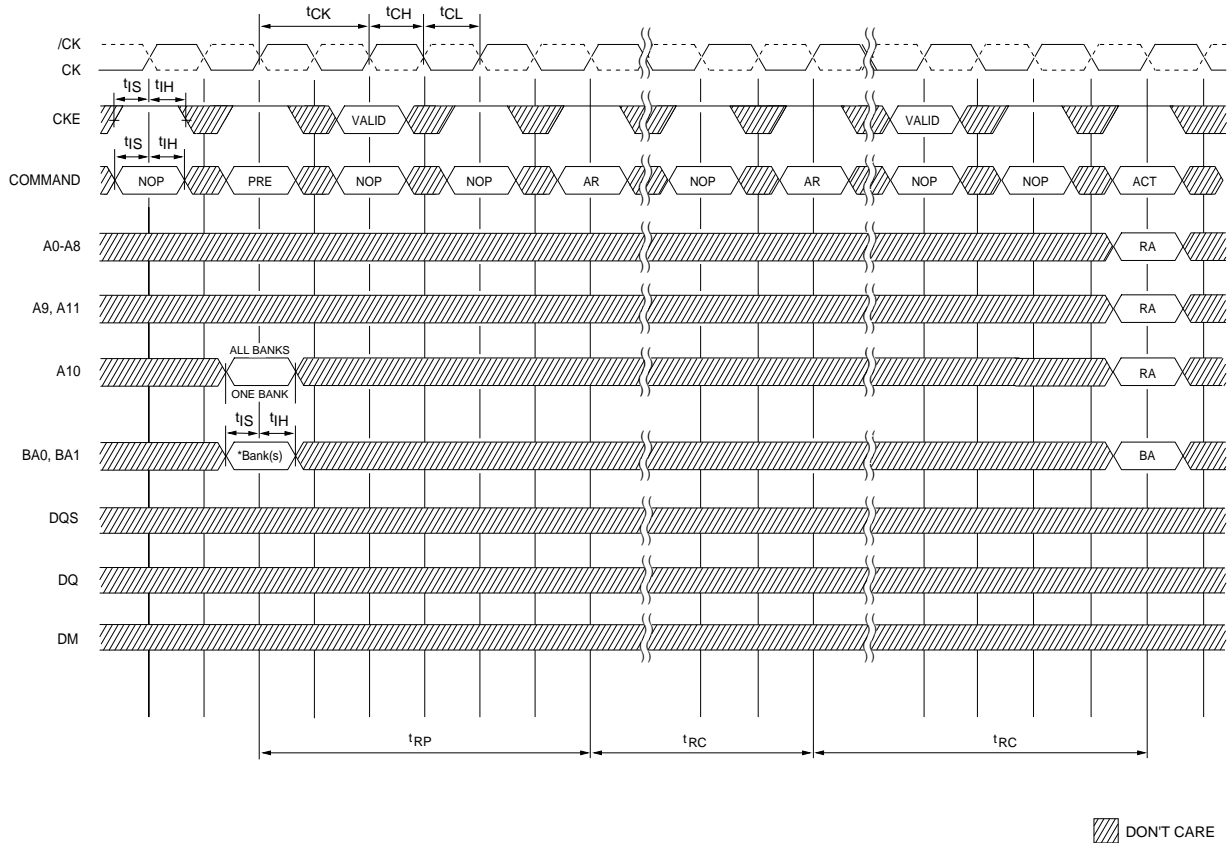 tCK tCH tCL
/CK
CK
tIS tIH
CKE VALID VALID
tIS tIH
COMMAND NOP PRE NOP NOP AR NOP AR NOP NOP ACT
A0-A8 RA
A9, A11 RA
ALL BANKS
A10 RA
ONE BANK
tIS tIH
BA0, BA1 *Bank(s) BA
DQS
DQ
DM
tRP tRC tRC
DON'T CARE